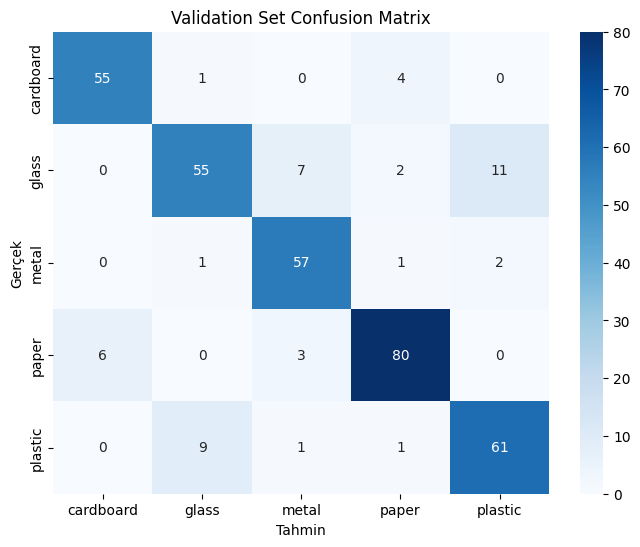 Validation Set Confusion Matrix
cardboard 55 1 0 4 0
glass 0 55 7 2 11
metal 0 1 57 1 2
paper 6 0 3 80 0
plastic 0 9 1 1 61
cardboard glass metal paper plastic
Tahmin
Gerçek
80
70
60
50
40
30
20
10
0